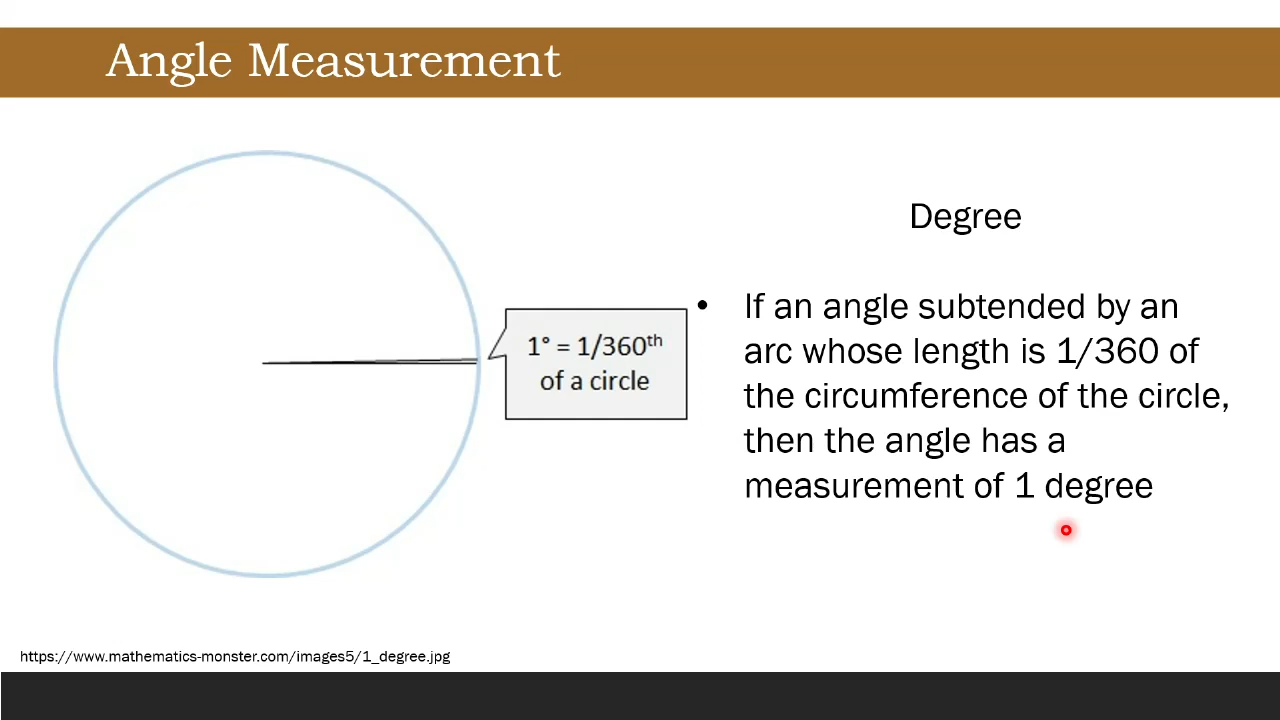 Angle Measurement
Degree
1° = 1/360th
of a circle
• If an angle subtended by an
arc whose length is 1/360 of
the circumference of the circle,
then the angle has a
measurement of 1 degree
https://www.mathematics-monster.com/images5/1_degree.jpg